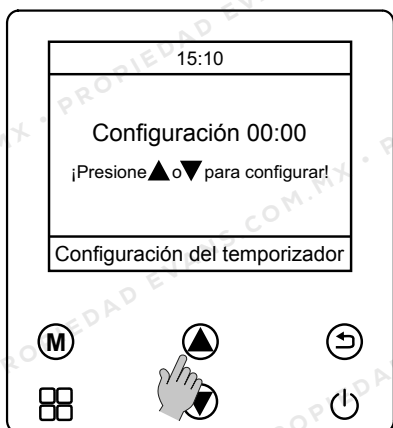 15:10
Configuración 00:00
¡Presione▲o▼para configurar!
Configuración del temporizador
M